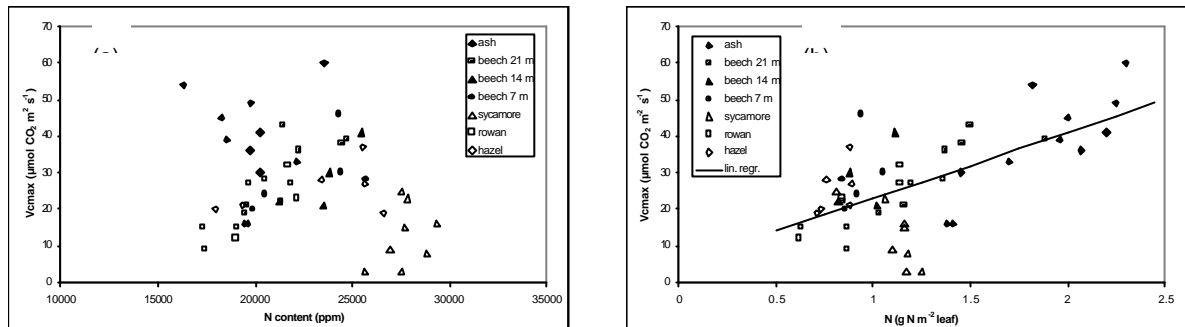 70
60
50
40
30
20
10
0
Vcmax (µmol CO₂ m⁻² s⁻¹)
ash
beech 21 m
beech 14 m
beech 7 m
sycamore
rowan
hazel
10000 15000 20000 25000 30000 35000
N content (ppm)
70
60
50
40
30
20
10
0
Vcmax (µmol CO₂ m⁻² s⁻¹)
ash
beech 21 m
beech 14 m
beech 7 m
sycamore
rowan
hazel
lin. regr.
0 0.5 1 1.5 2 2.5
N (g N m⁻² leaf)